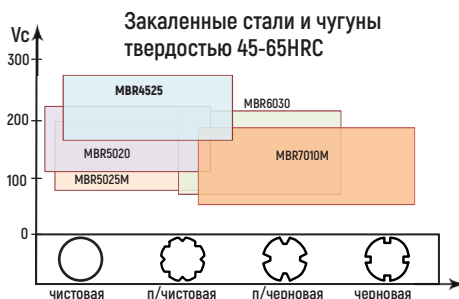 Закаленные стали и чугуны
твердостью 45-65HRC
Vc
300
MBR4525
MBR6030
200
MBR5020
MBR7010M
MBR5025M
100
0
чистовая п/чистовая п/черновая черновая